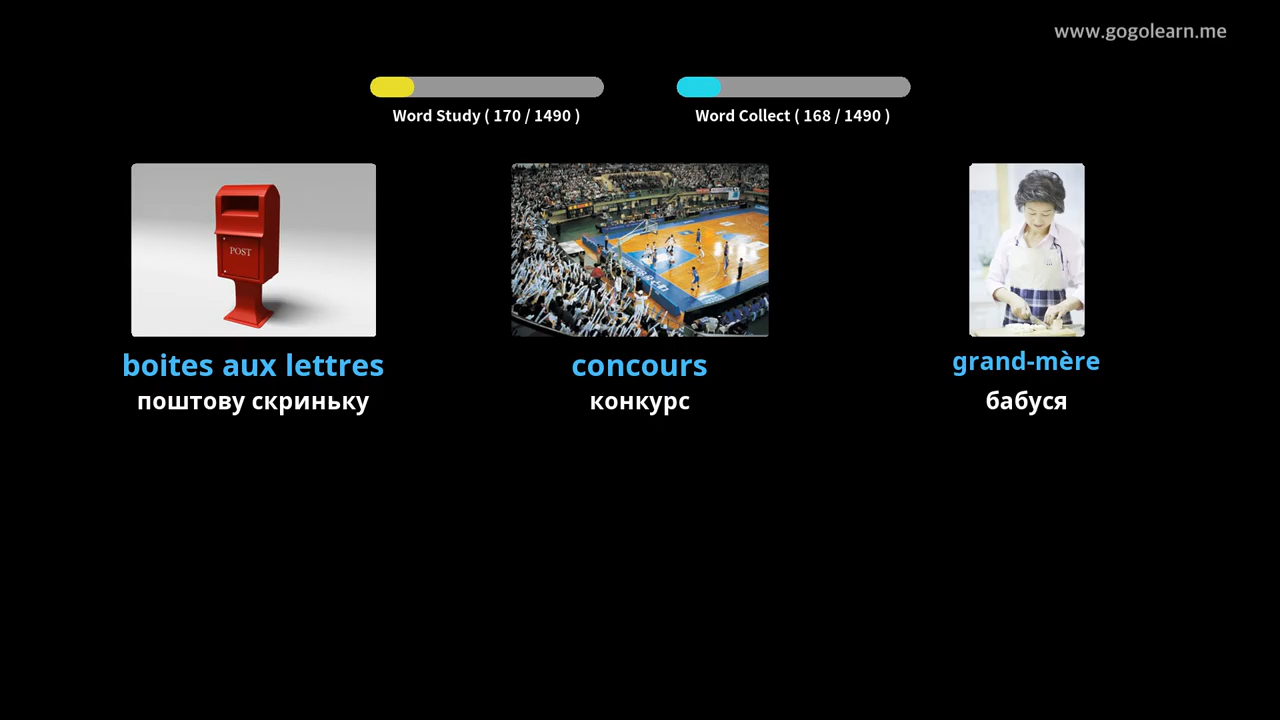 www.gogolearn.me
Word Study ( 170 / 1490 )
Word Collect ( 168 / 1490 )
POST
boites aux lettres
concours
grand-mère
поштову скриньку
конкурс
бабуся